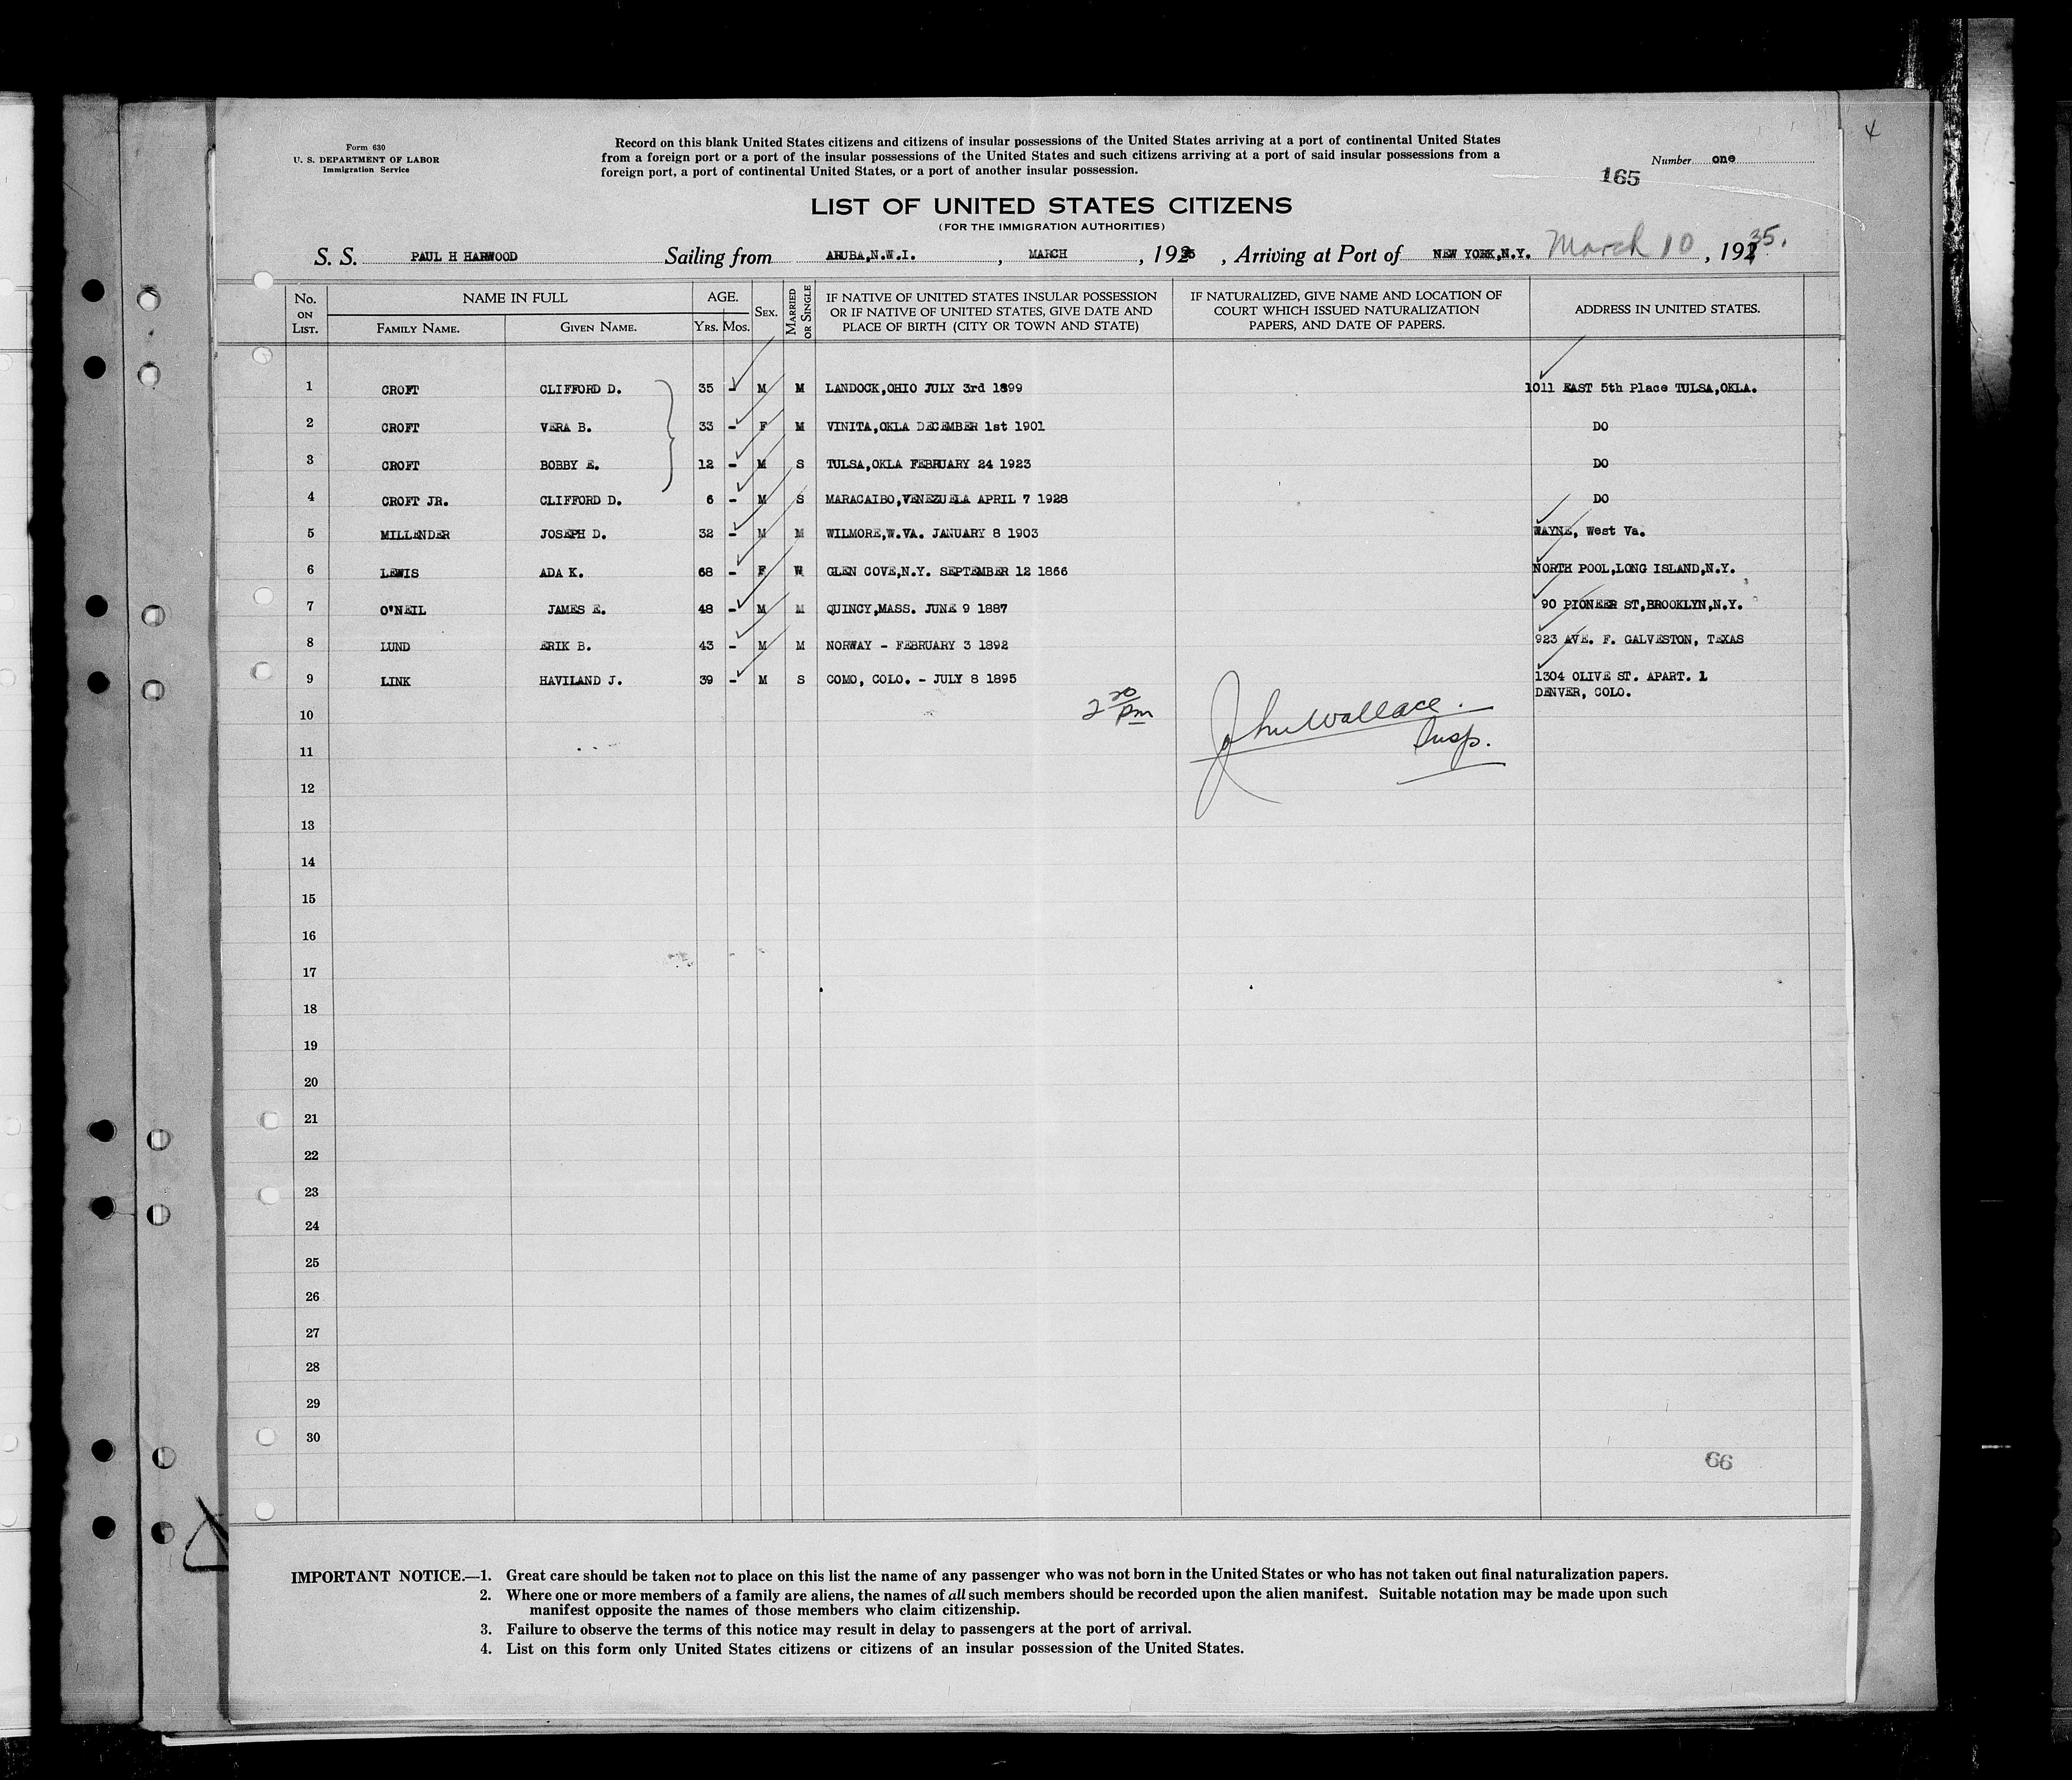 Form 630
U. S. DEPARTMENT OF LABOR
Immigration Service
Record on this blank United States citizens and citizens of insular possessions of the United States arriving at a port of continental United States
from a foreign port or a port of the insular possessions of the United States and such citizens arriving at a port of said insular possessions from a
foreign port, a port of continental United States, or a port of another insular possession.
Number one
165
LIST OF UNITED STATES CITIZENS
(FOR THE IMMIGRATION AUTHORITIES)
S. S. PAUL H HARWOOD Sailing from ARUBA,N.W.I. , MARCH , 1935 , Arriving at Port of NEW YORK,N.Y. March 10 , 1935.
No. ON LIST. NAME IN FULL FAMILY NAME. GIVEN NAME. AGE. YRS. MOS. SEX. MARRIED OR SINGLE IF NATIVE OF UNITED STATES INSULAR POSSESSION OR IF NATIVE OF UNITED STATES, GIVE DATE AND PLACE OF BIRTH (CITY OR TOWN AND STATE) IF NATURALIZED, GIVE NAME AND LOCATION OF COURT WHICH ISSUED NATURALIZATION PAPERS, AND DATE OF PAPERS. ADDRESS IN UNITED STATES.
1 CROFT CLIFFORD D. 35 - M M LANDOCK,OHIO JULY 3rd 1899 1011 EAST 5th Place TULSA,OKLA.
2 CROFT VERA B. 33 - F M VINITA,OKLA DECEMBER 1st 1901 DO
3 CROFT BOBBY E. 12 - M S TULSA,OKLA FEBRUARY 24 1923 DO
4 CROFT JR. CLIFFORD D. 6 - M S MARACAIBO,VENEZUELA APRIL 7 1928 DO
5 MILLENDER JOSEPH D. 32 - M M WILMORE,W.VA. JANUARY 8 1903 WAYNE, West Va.
6 LEWIS ADA K. 68 - F W GLEN COVE,N.Y. SEPTEMBER 12 1866 NORTH POOL,LONG ISLAND,N.Y.
7 O'NEIL JAMES E. 48 - M M QUINCY,MASS. JUNE 9 1887 90 PIONEER ST,BROOKLYN,N.Y.
8 LUND ERIK B. 43 - M M NORWAY - FEBRUARY 3 1892 923 AVE. F. GALVESTON, TEXAS
9 LINK HAVILAND J. 39 - M S COMO, COLO. - JULY 8 1895 1304 OLIVE ST. APART. 1
DENVER, COLO.
10 2 20 pm John Wallace.
Insp.
11
12
13
14
15
16
17
18
19
20
21
22
23
24
25
26
27
28
29
30
66
IMPORTANT NOTICE.—1. Great care should be taken not to place on this list the name of any passenger who was not born in the United States or who has not taken out final naturalization papers.
2. Where one or more members of a family are aliens, the names of all such members should be recorded upon the alien manifest. Suitable notation may be made upon such
manifest opposite the names of those members who claim citizenship.
3. Failure to observe the terms of this notice may result in delay to passengers at the port of arrival.
4. List on this form only United States citizens or citizens of an insular possession of the United States.